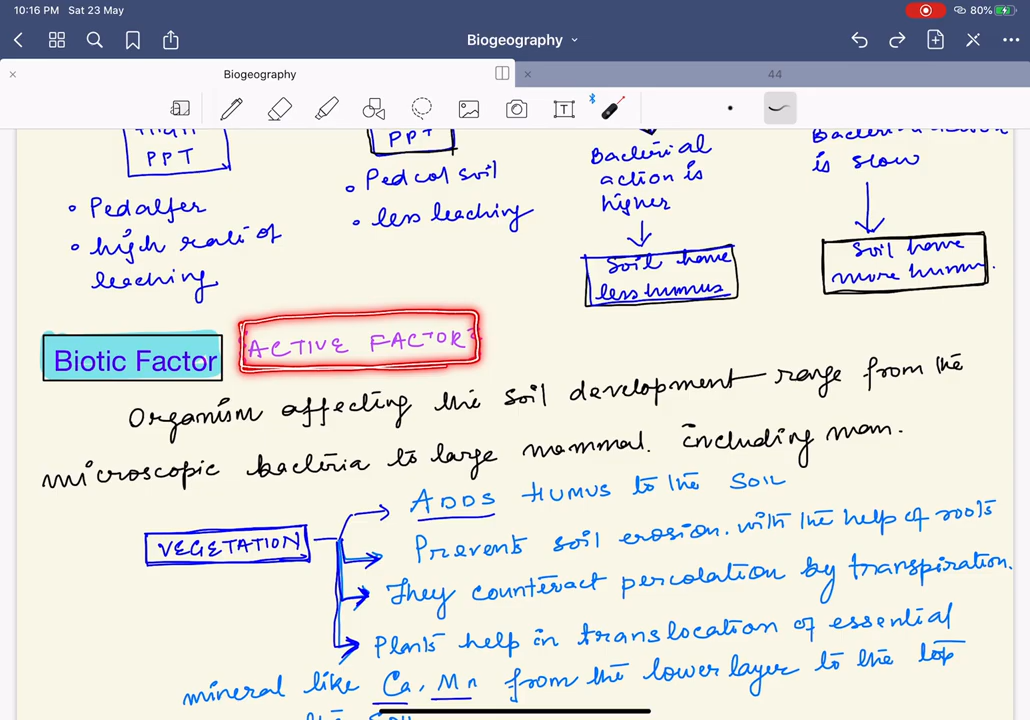 10:16 PM Sat 23 May
80%
Biogeography
Biogeography
44
PPT
PPT
Bacterial action is higher
is slow
• Pedalfer
• high rate of leaching
• Pedcal soil
• less leaching
Soil have less humus
Soil have more humus.
Biotic Factor
ACTIVE FACTOR
Organism affecting the soil development range from the
microscopic bacteria to large mammal. including man.
VEGETATION
ADDS HUMUS to the SOIL
Prevents soil erosion. with the help of roots
They counteract percolation by transpiration.
Plants help in translocation of essential
mineral like Ca, Mn from the lower layer to the top